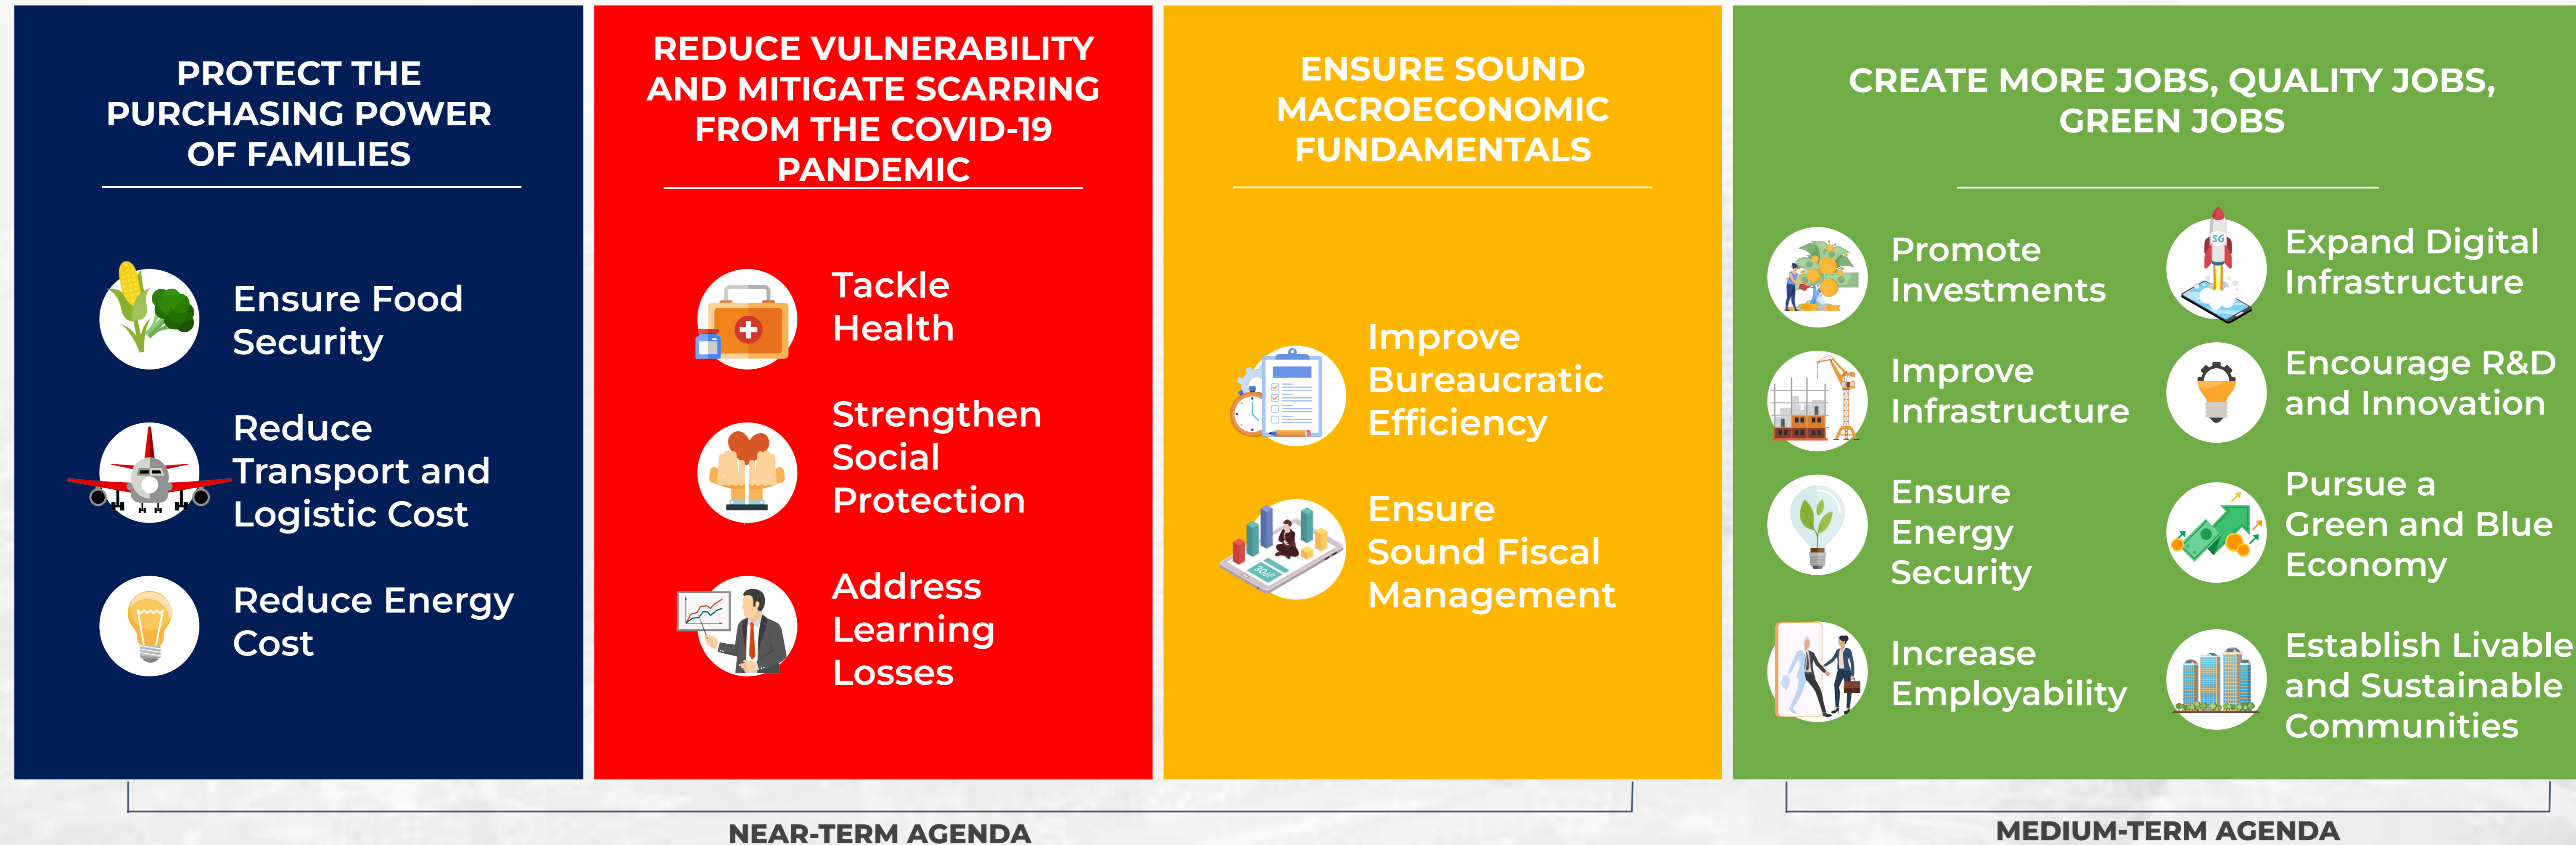 PROTECT THE
PURCHASING POWER
OF FAMILIES
Ensure Food
Security
Reduce
Transport and
Logistic Cost
Reduce Energy
Cost
REDUCE VULNERABILITY
AND MITIGATE SCARRING
FROM THE COVID-19
PANDEMIC
Tackle
Health
Strengthen
Social
Protection
Address
Learning
Losses
ENSURE SOUND
MACROECONOMIC
FUNDAMENTALS
Improve
Bureaucratic
Efficiency
Ensure
Sound Fiscal
Management
CREATE MORE JOBS, QUALITY JOBS,
GREEN JOBS
Promote
Investments
Improve
Infrastructure
Ensure
Energy
Security
Increase
Employability
5G
Expand Digital
Infrastructure
Encourage R&D
and Innovation
Pursue a
Green and Blue
Economy
Establish Livable
and Sustainable
Communities
NEAR-TERM AGENDA
MEDIUM-TERM AGENDA